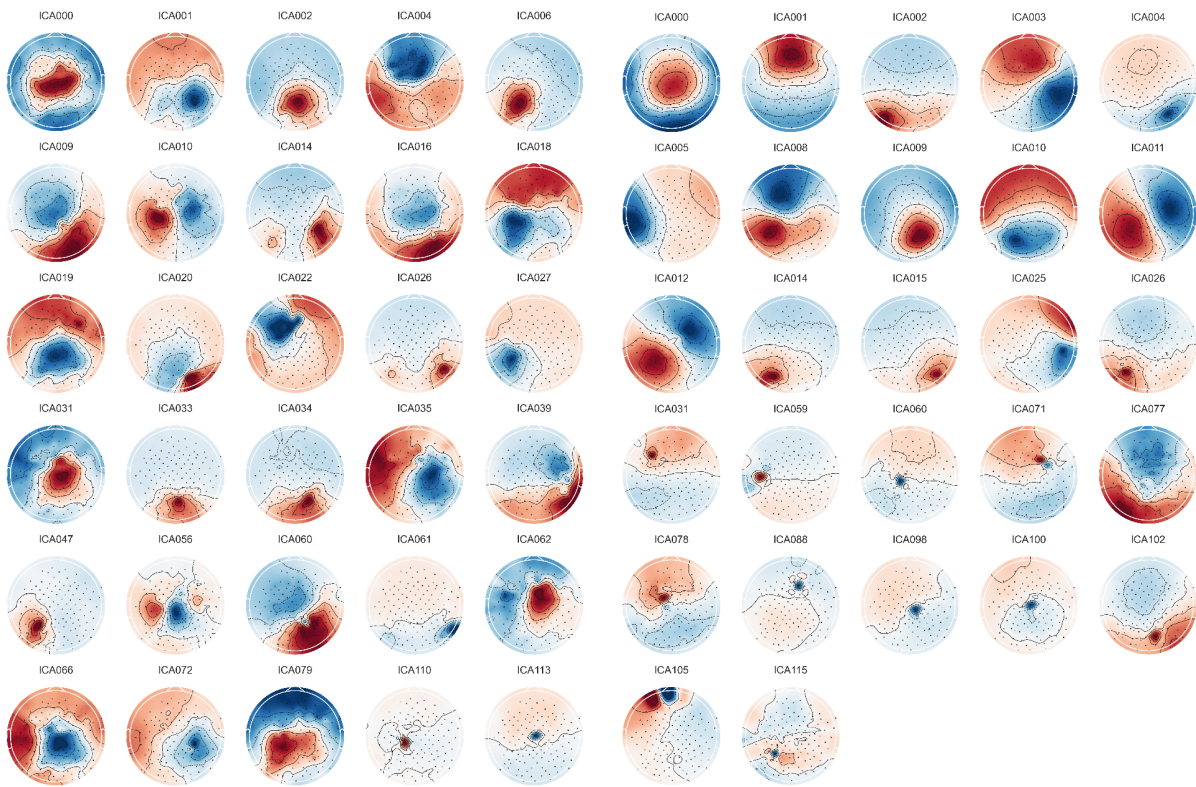 ICA000 ICA001 ICA002 ICA004 ICA006 ICA000 ICA001 ICA002 ICA003 ICA004
ICA009 ICA010 ICA014 ICA016 ICA018 ICA005 ICA008 ICA009 ICA010 ICA011
ICA019 ICA020 ICA022 ICA026 ICA027 ICA012 ICA014 ICA015 ICA025 ICA026
ICA031 ICA033 ICA034 ICA035 ICA039 ICA031 ICA059 ICA060 ICA071 ICA077
ICA047 ICA056 ICA060 ICA061 ICA062 ICA078 ICA088 ICA098 ICA100 ICA102
ICA066 ICA072 ICA079 ICA110 ICA113 ICA105 ICA115